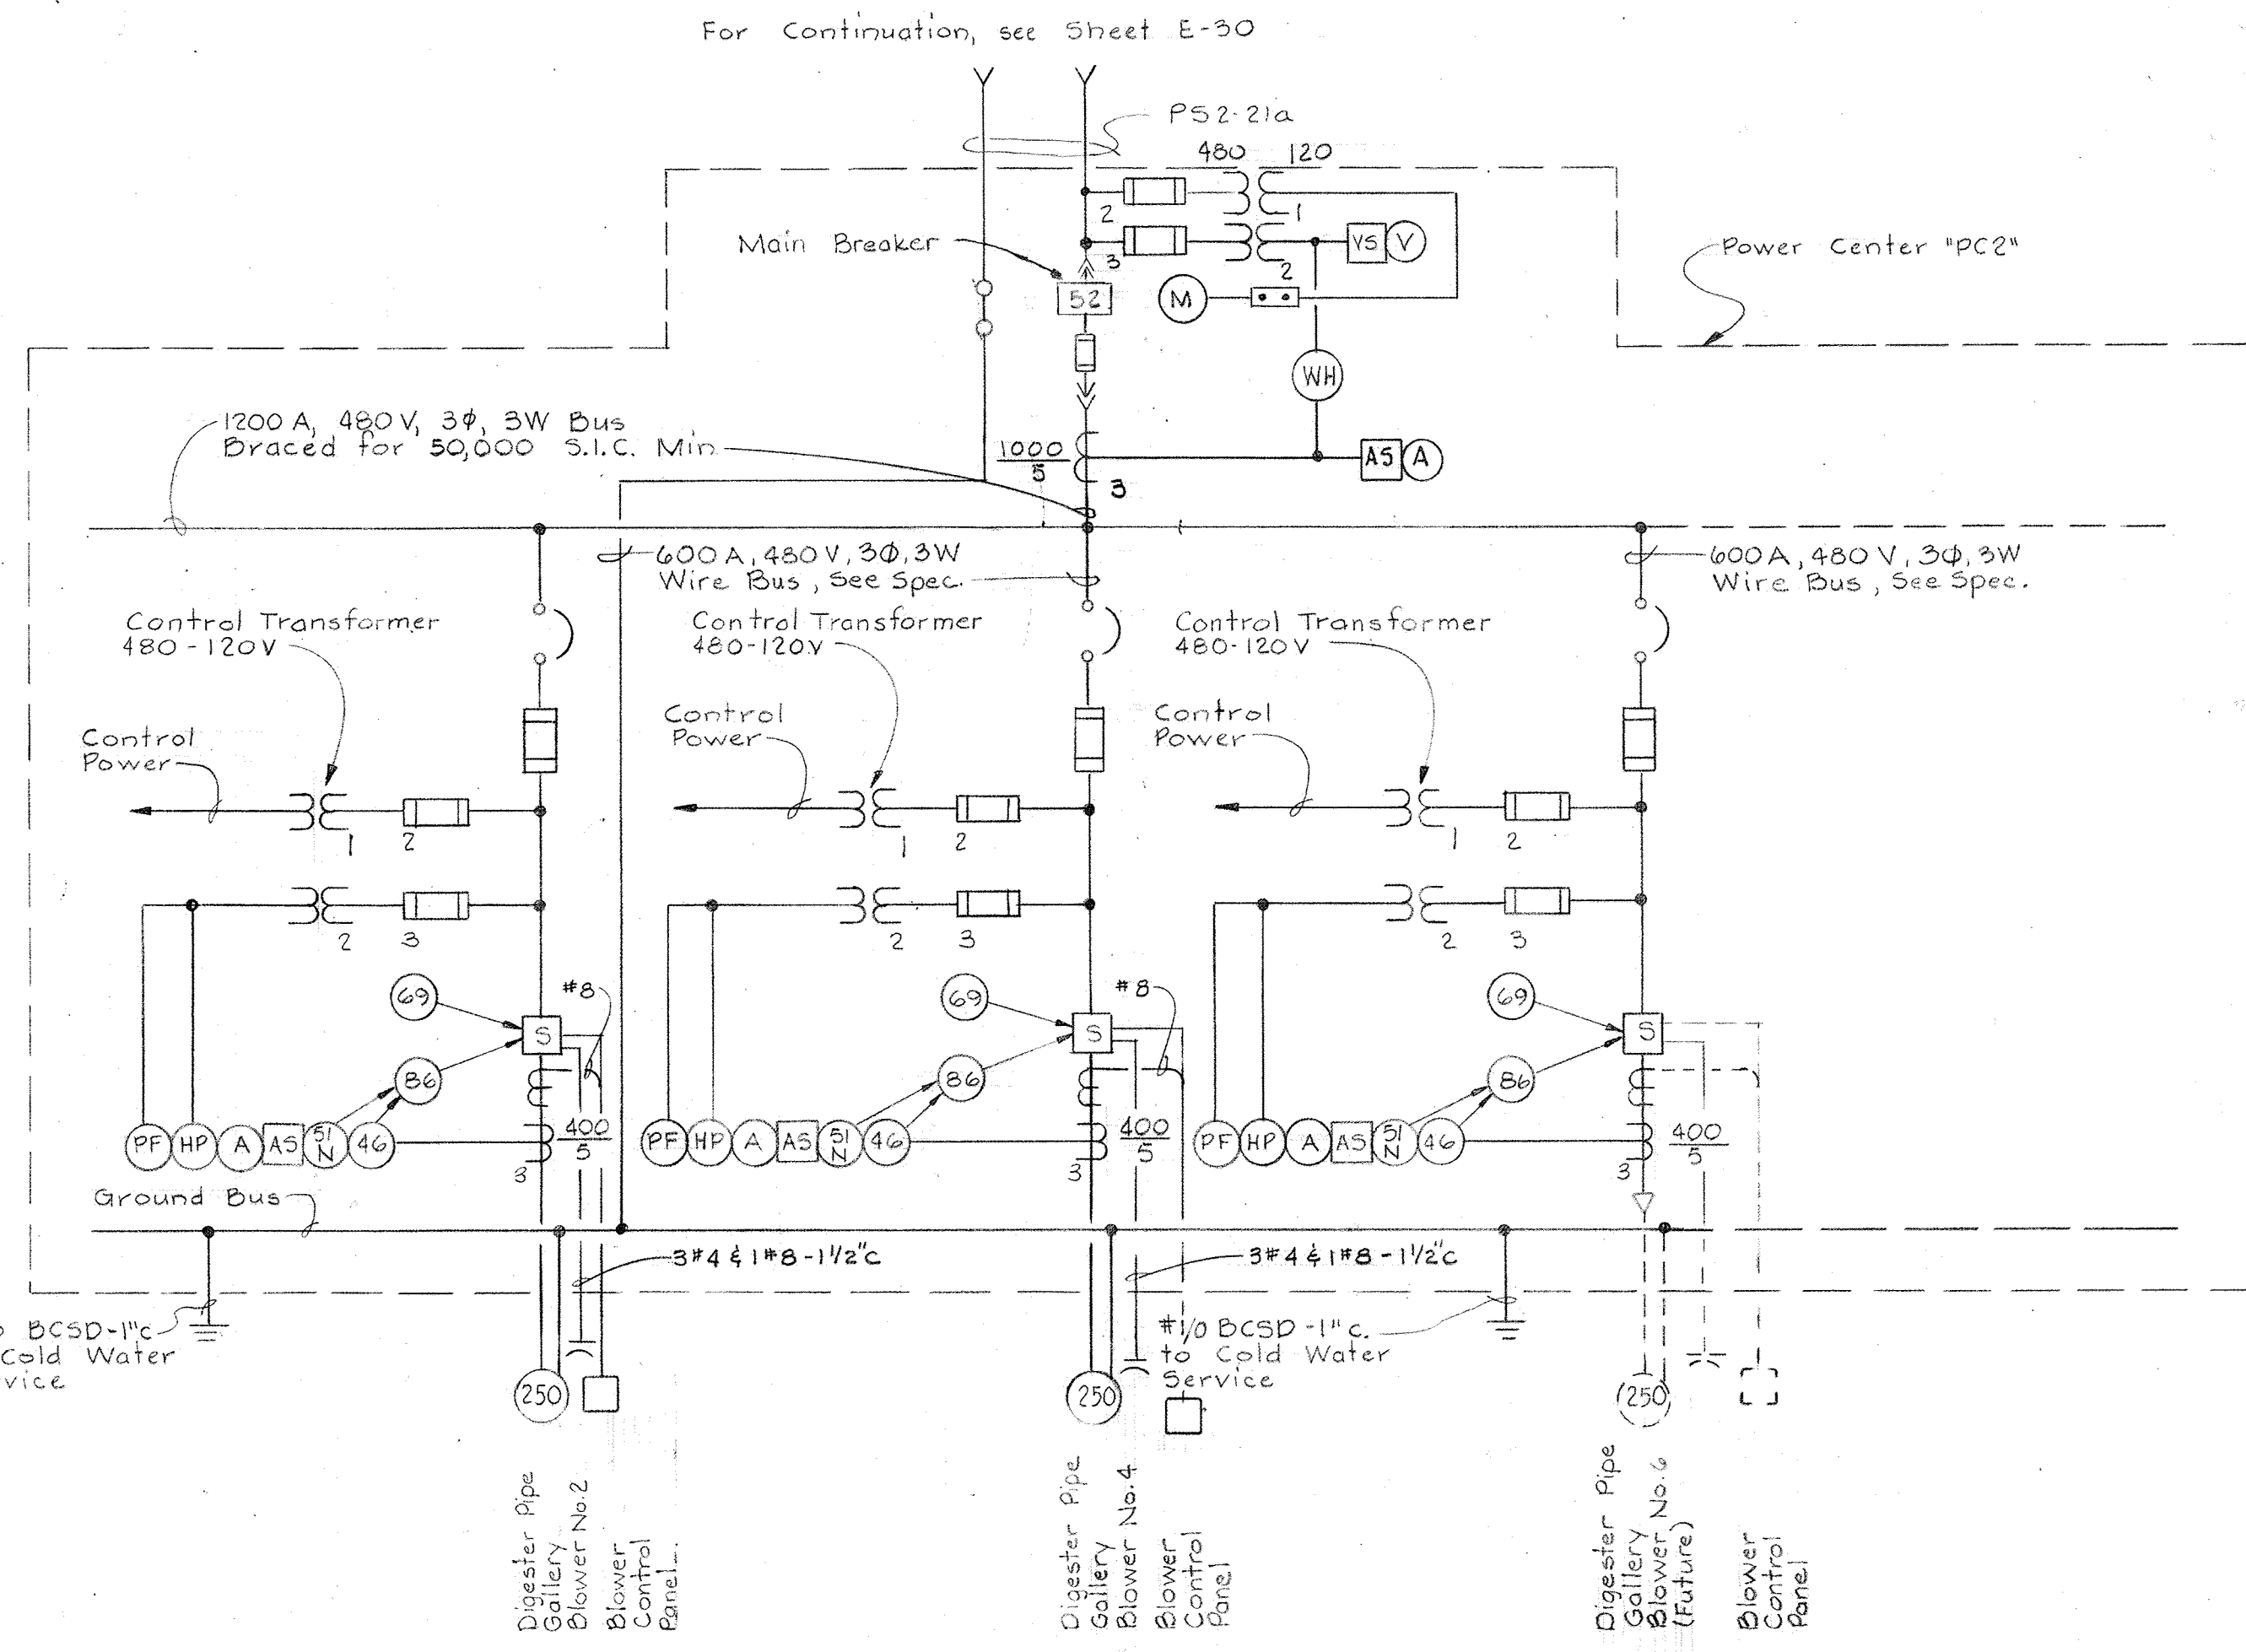 For Continuation, see Sheet E-30
PS2-21a
480 120
2 1
Main Breaker
3
VS V
Power Center "PC2"
2
52
M
WH
1200 A, 480 V, 3Φ, 3W Bus
Braced for 50,000 S.I.C. Min
1000
5
AS A
3
600 A, 480 V, 3Φ, 3W
Wire Bus, See Spec.
600 A, 480 V, 3Φ, 3W
Wire Bus, See Spec.
Control Transformer
480-120V
Control Transformer
480-120V
Control Transformer
480-120V
Control
Power
Control
Power
Control
Power
1 2
1 2
1 2
2 3
2 3
2 3
69
#8
69
#8
69
S
S
S
86
86
86
PF HP A AS 51 N 46
400
5
3
PF HP A AS 51 N 46
400
5
3
PF HP A AS 51 N 46
400
5
3
Ground Bus
3#4 & 1#8-1½"C
3#4 & 1#8-1½"C
BCSD-1"c
Cold Water
vice
#1/0 BCSD-1"c.
to Cold Water
Service
250
250
250
Digester Pipe
Gallery
Blower No.2
Blower
Control
Panel
Digester Pipe
Gallery
Blower No.4
Blower
Control
Panel
Digester Pipe
Gallery
Blower No.6
(Future)
Blower
Control
Panel